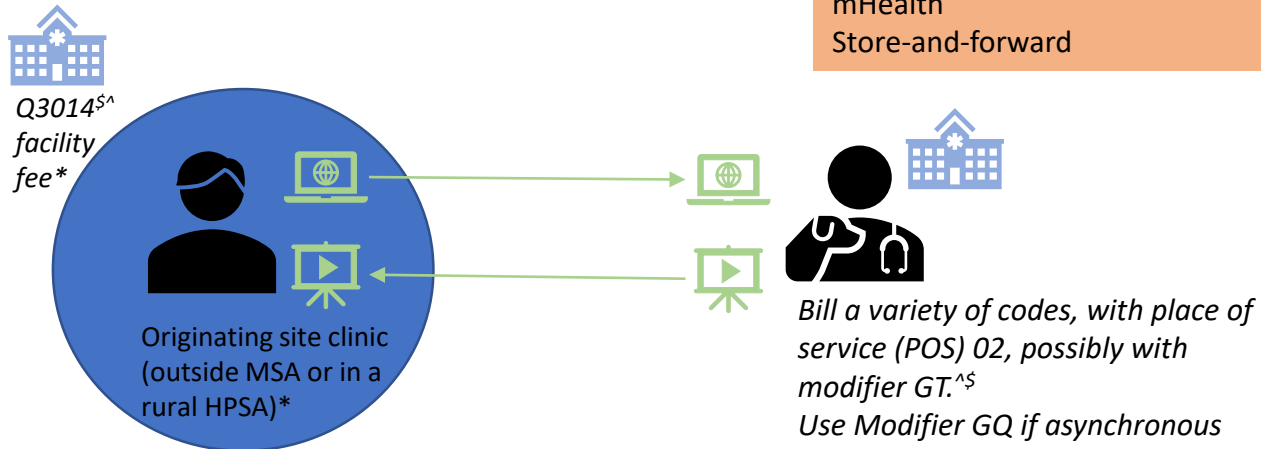 mHealth
Store-and-forward
Q3014$^
facility
fee*
Originating site clinic
(outside MSA or in a
rural HPSA)*
Bill a variety of codes, with place of
service (POS) 02, possibly with
modifier GT.^$
Use Modifier GQ if asynchronous